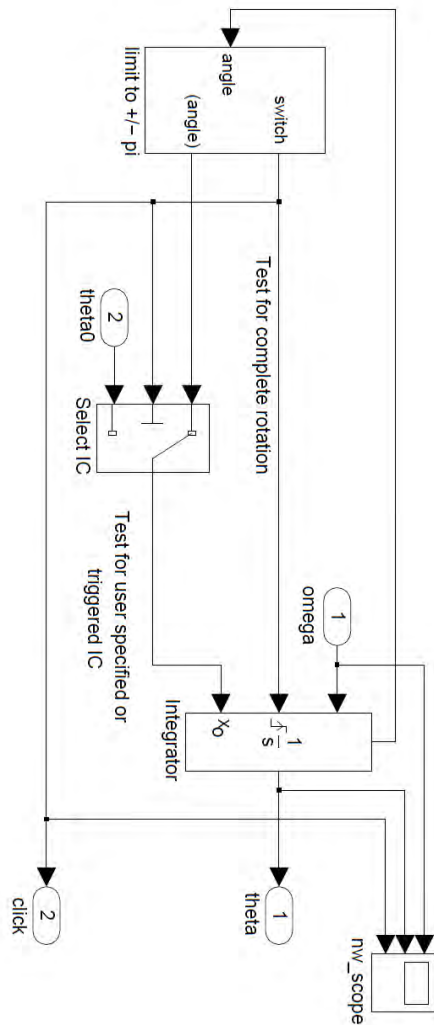 nw_scope
1
omega
switch
angle
(angle)
limit to +/− pi
Test for complete rotation
1
s
xo
Integrator
1
theta
2
theta0
Select IC
Test for user specified or
triggered IC
2
click